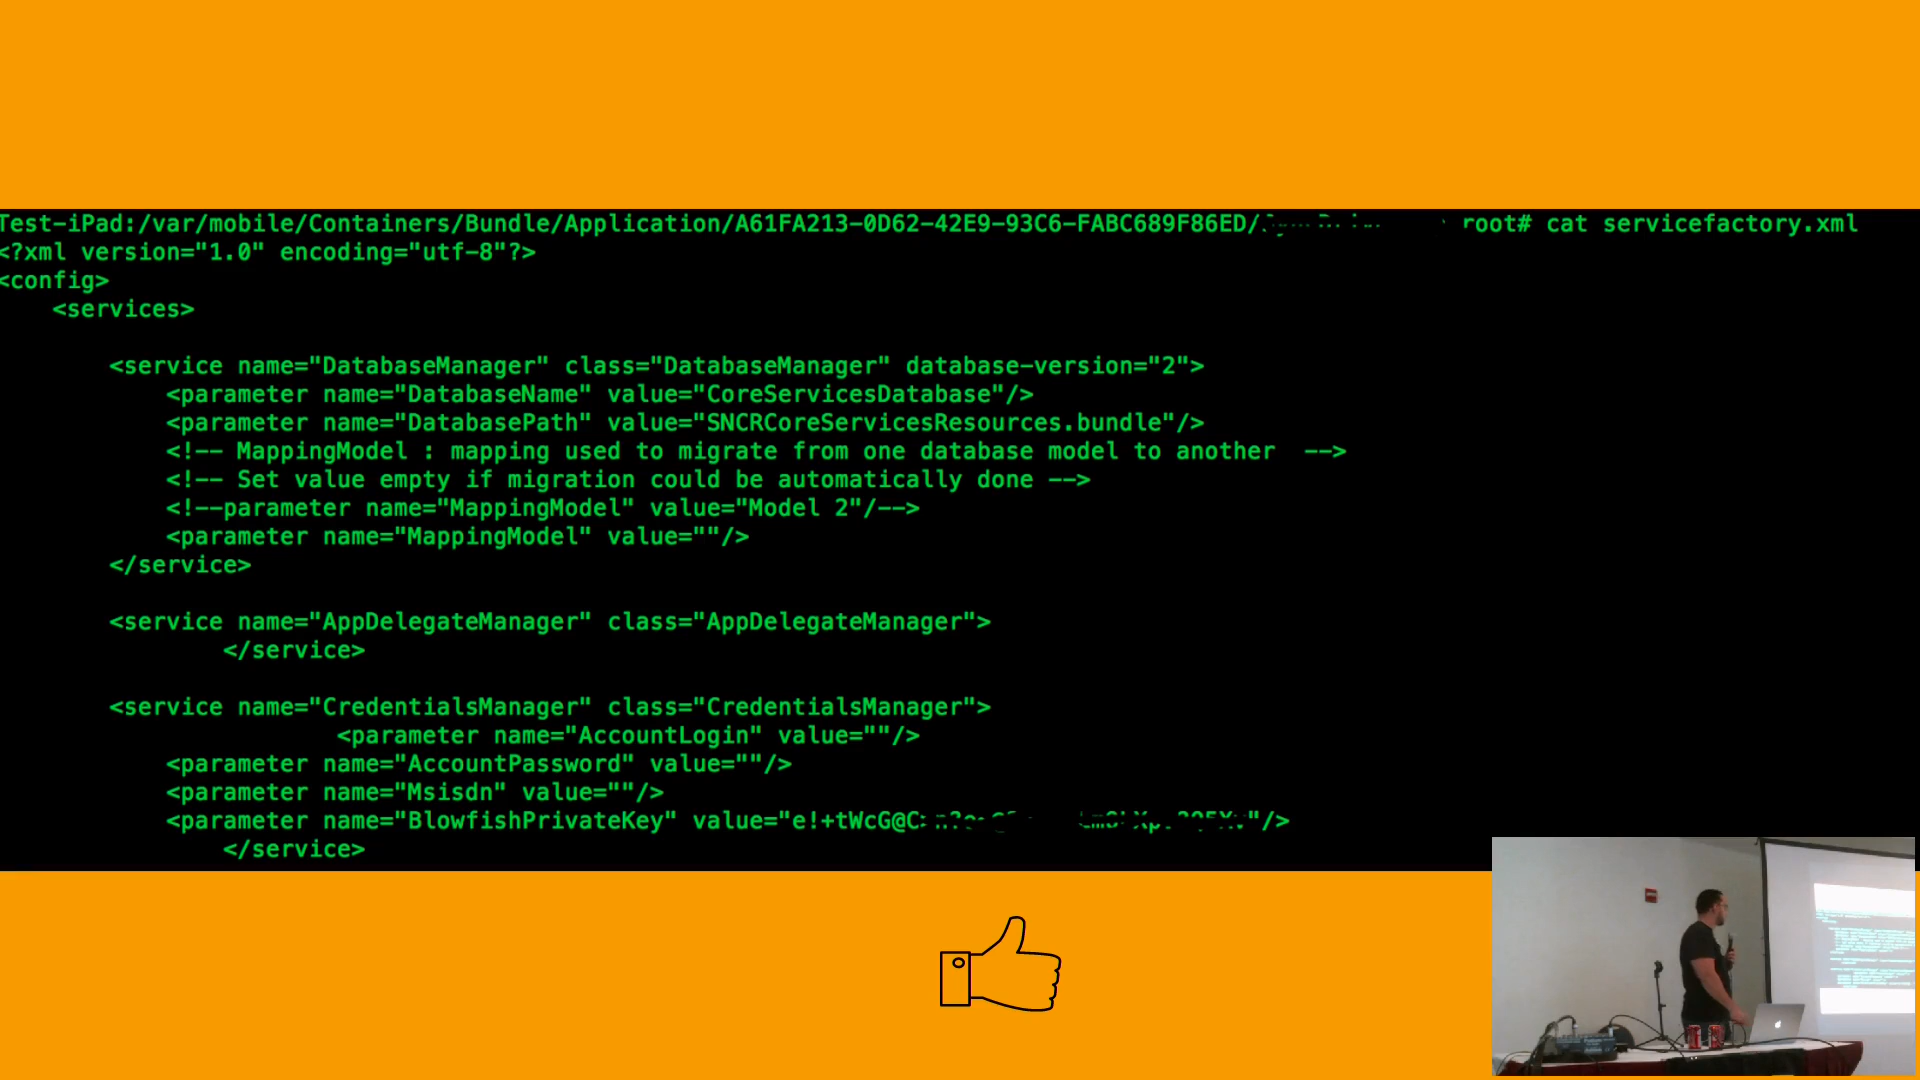 Test-iPad:/var/mobile/Containers/Bundle/Application/A61FA213-0D62-42E9-93C6-FABC689F86ED/ root# cat servicefactory.xml
<?xml version="1.0" encoding="utf-8"?>
<config>
<services>
<service name="DatabaseManager" class="DatabaseManager" database-version="2">
<parameter name="DatabaseName" value="CoreServicesDatabase"/>
<parameter name="DatabasePath" value="SNCRCoreServicesResources.bundle"/>
<!-- MappingModel : mapping used to migrate from one database model to another -->
<!-- Set value empty if migration could be automatically done -->
<!--parameter name="MappingModel" value="Model 2"/-->
<parameter name="MappingModel" value=""/>
</service>
<service name="AppDelegateManager" class="AppDelegateManager">
</service>
<service name="CredentialsManager" class="CredentialsManager">
<parameter name="AccountLogin" value=""/>
<parameter name="AccountPassword" value=""/>
<parameter name="Msisdn" value=""/>
<parameter name="BlowfishPrivateKey"
</service>